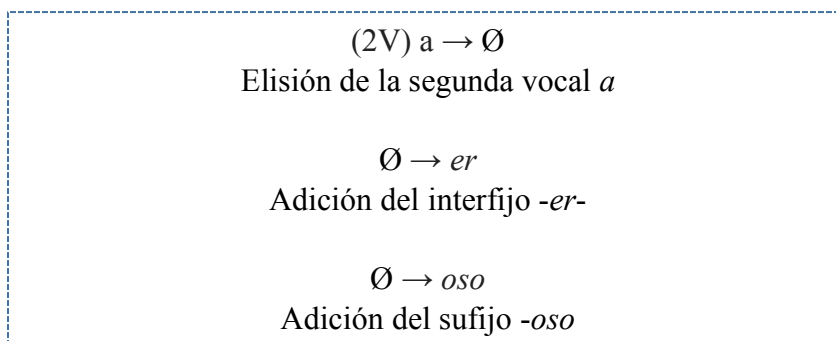 (2V) a → Ø
Elisión de la segunda vocal a
Ø → er
Adición del interfijo -er-
Ø → oso
Adición del sufijo -oso